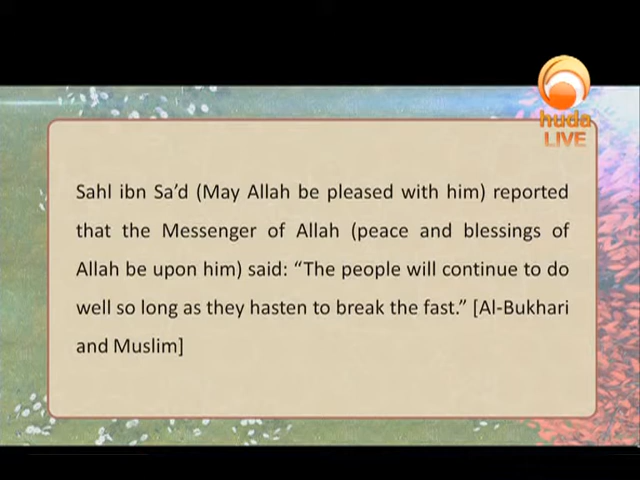 huda
LIVE
Sahl ibn Sa’d (May Allah be pleased with him) reported
that the Messenger of Allah (peace and blessings of
Allah be upon him) said: “The people will continue to do
well so long as they hasten to break the fast.” [Al-Bukhari
and Muslim]